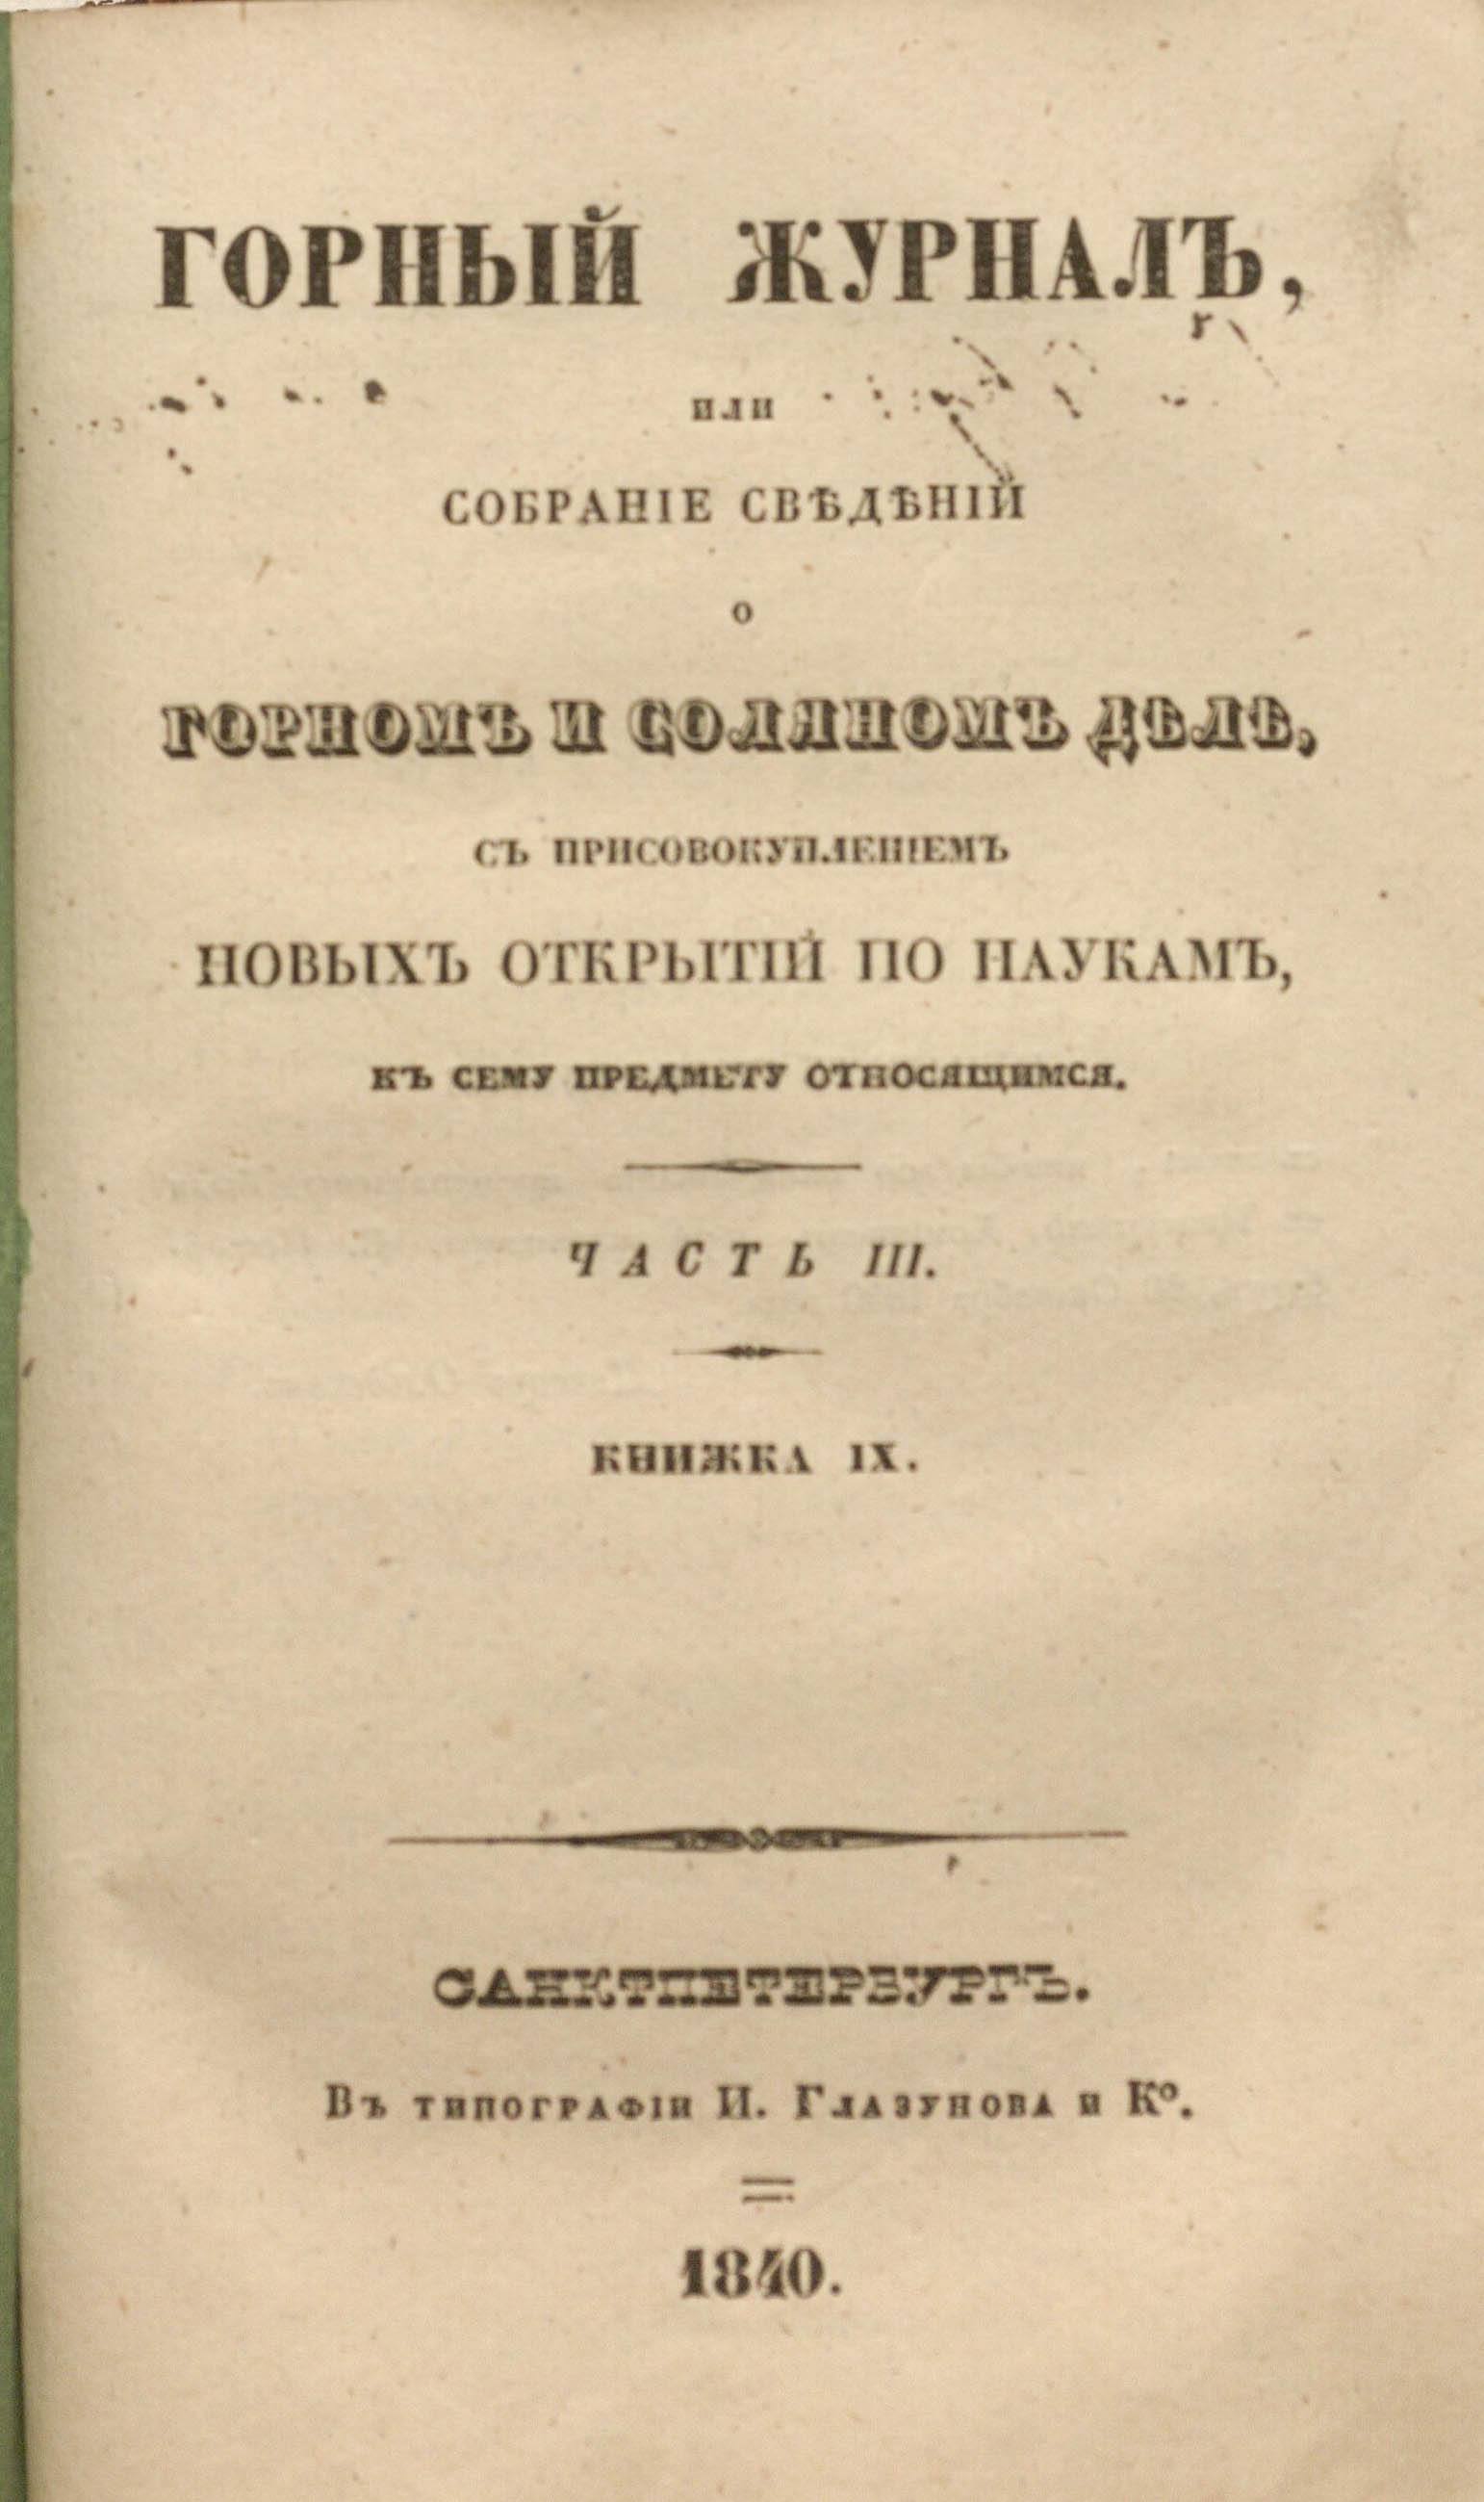 ГОРНЫЙ ЖУРНАЛЪ,
или
СОБРАНІЕ СВѢДѢНІЙ
о
ГОРНОМЪ И СОЛЯНОМЪ ДѢЛѢ,
СЪ ПРИСОВОКУПЛЕНІЕМЪ
НОВЫХЪ ОТКРЫТІЙ ПО НАУКАМЪ,
КЪ СЕМУ ПРЕДМЕТУ ОТНОСЯЩИМСЯ.
ЧАСТЬ III.
КНИЖКА IX.
САНКТПЕТЕРБУРГЪ.
Въ типографіи И. Глазунова и Кº.
1840.